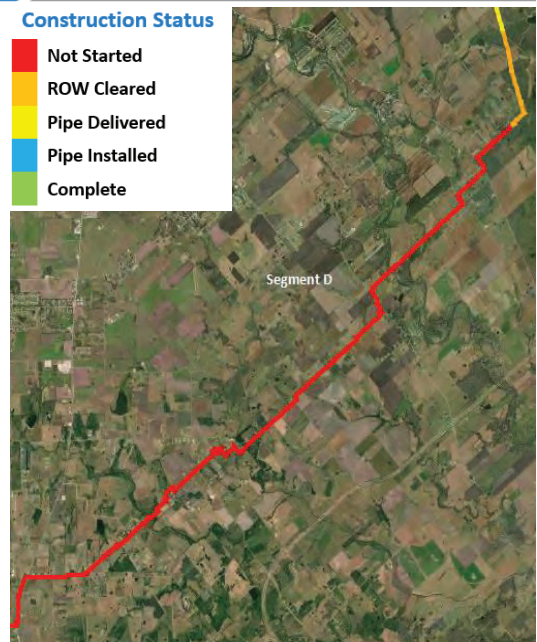 Construction Status
Not Started
ROW Cleared
Pipe Delivered
Pipe Installed
Complete
Segment D